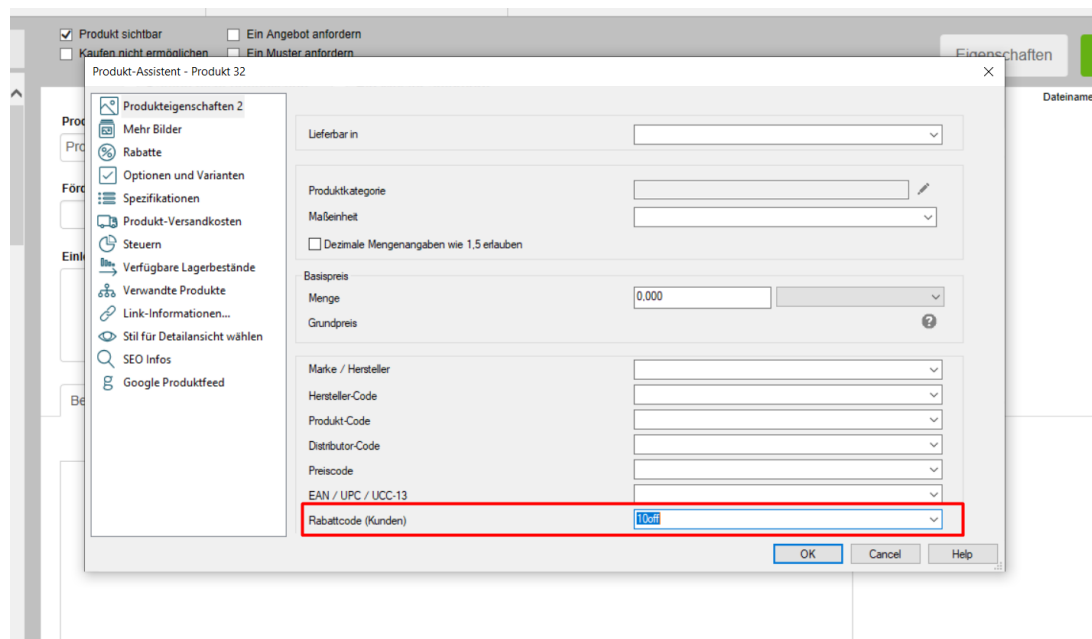 Produkt sichtbar
Ein Angebot anfordern
Kaufen nicht ermöglichen
Ein Muster anfordern
Eigenschaften
Dateiname
Produkt-Assistent - Produkt 32
Produkteigenschaften 2
Mehr Bilder
Rabatte
Optionen und Varianten
Spezifikationen
Produkt-Versandkosten
Steuern
Verfügbare Lagerbestände
Verwandte Produkte
Link-Informationen...
Stil für Detailansicht wählen
SEO Infos
Google Produktfeed
Lieferbar in
Produktkategorie
Maßeinheit
Dezimale Mengenangaben wie 1,5 erlauben
Basispreis
Menge 0,000
Grundpreis
Marke / Hersteller
Hersteller-Code
Produkt-Code
Distributor-Code
Preiscode
EAN / UPC / UCC-13
Rabattcode (Kunden) 10off
OK Cancel Help